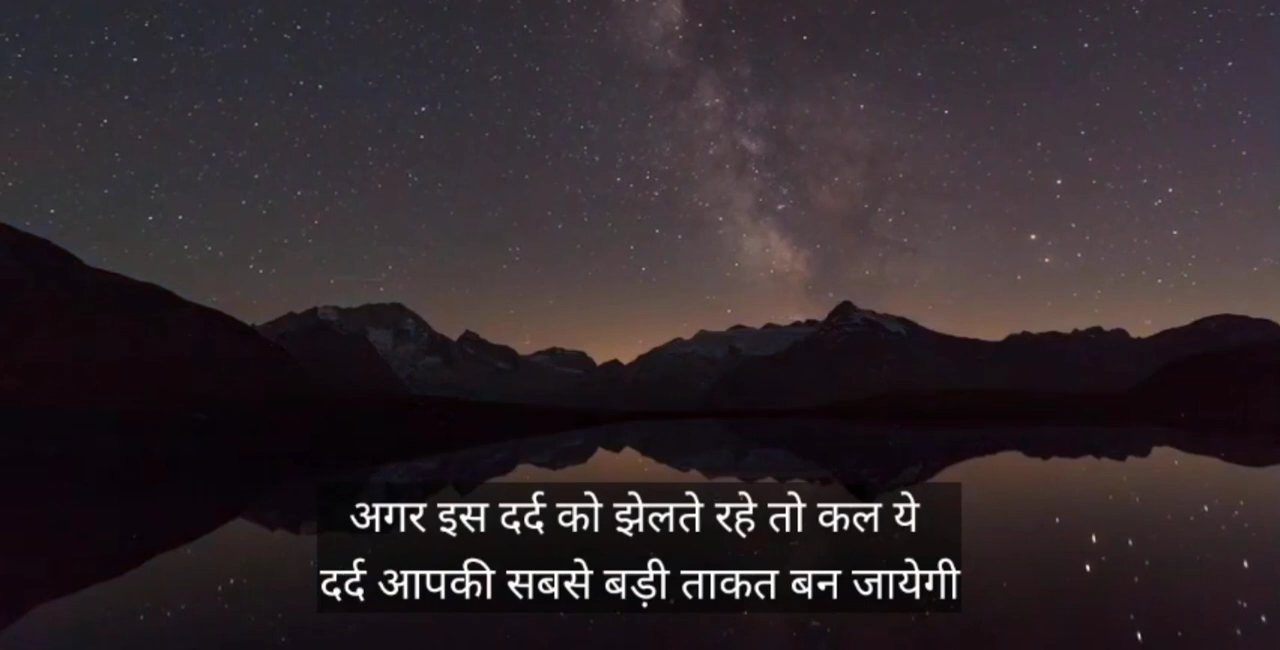 अगर इस दर्द को झेलते रहे तो कल ये
दर्द आपकी सबसे बड़ी ताकत बन जायेगी